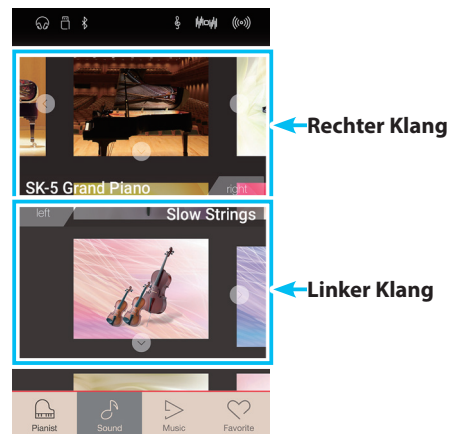 Rechter Klang
SK-5 Grand Piano
right
left
Slow Strings
Linker Klang
Pianist
Sound
Music
Favorite